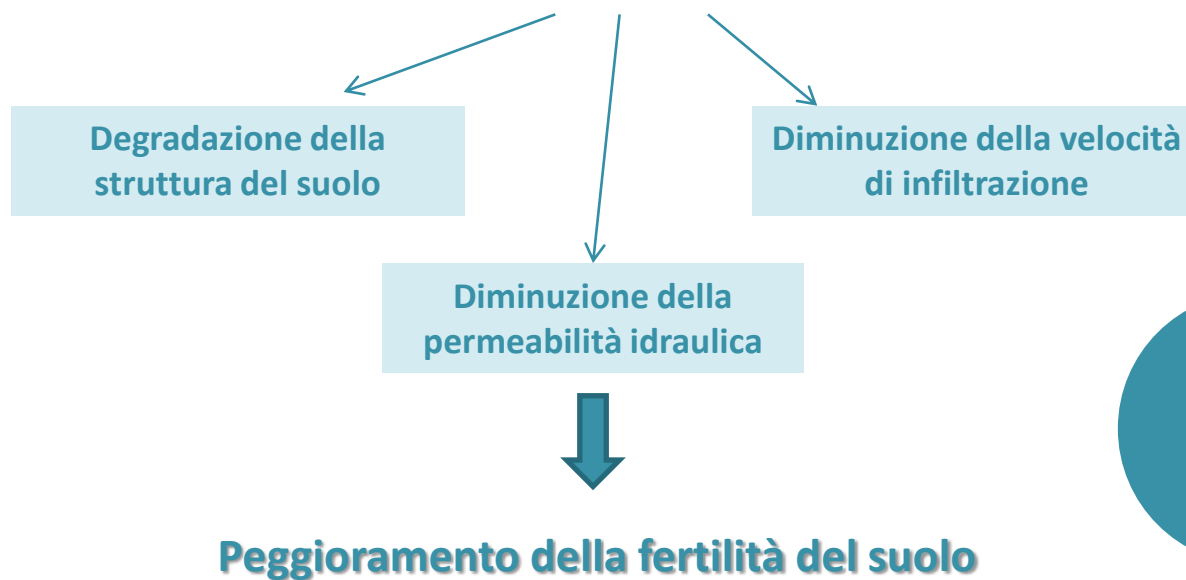 Degradazione della
struttura del suolo
Diminuzione della velocità
di infiltrazione
Diminuzione della
permeabilità idraulica
Peggioramento della fertilità del suolo